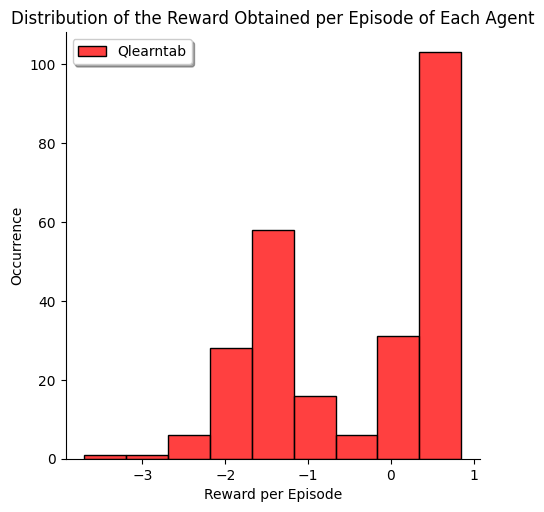 Distribution of the Reward Obtained per Episode of Each Agent
Qlearntab
100
80
60
40
20
0
Occurrence
−3
−2
−1
0
1
Reward per Episode